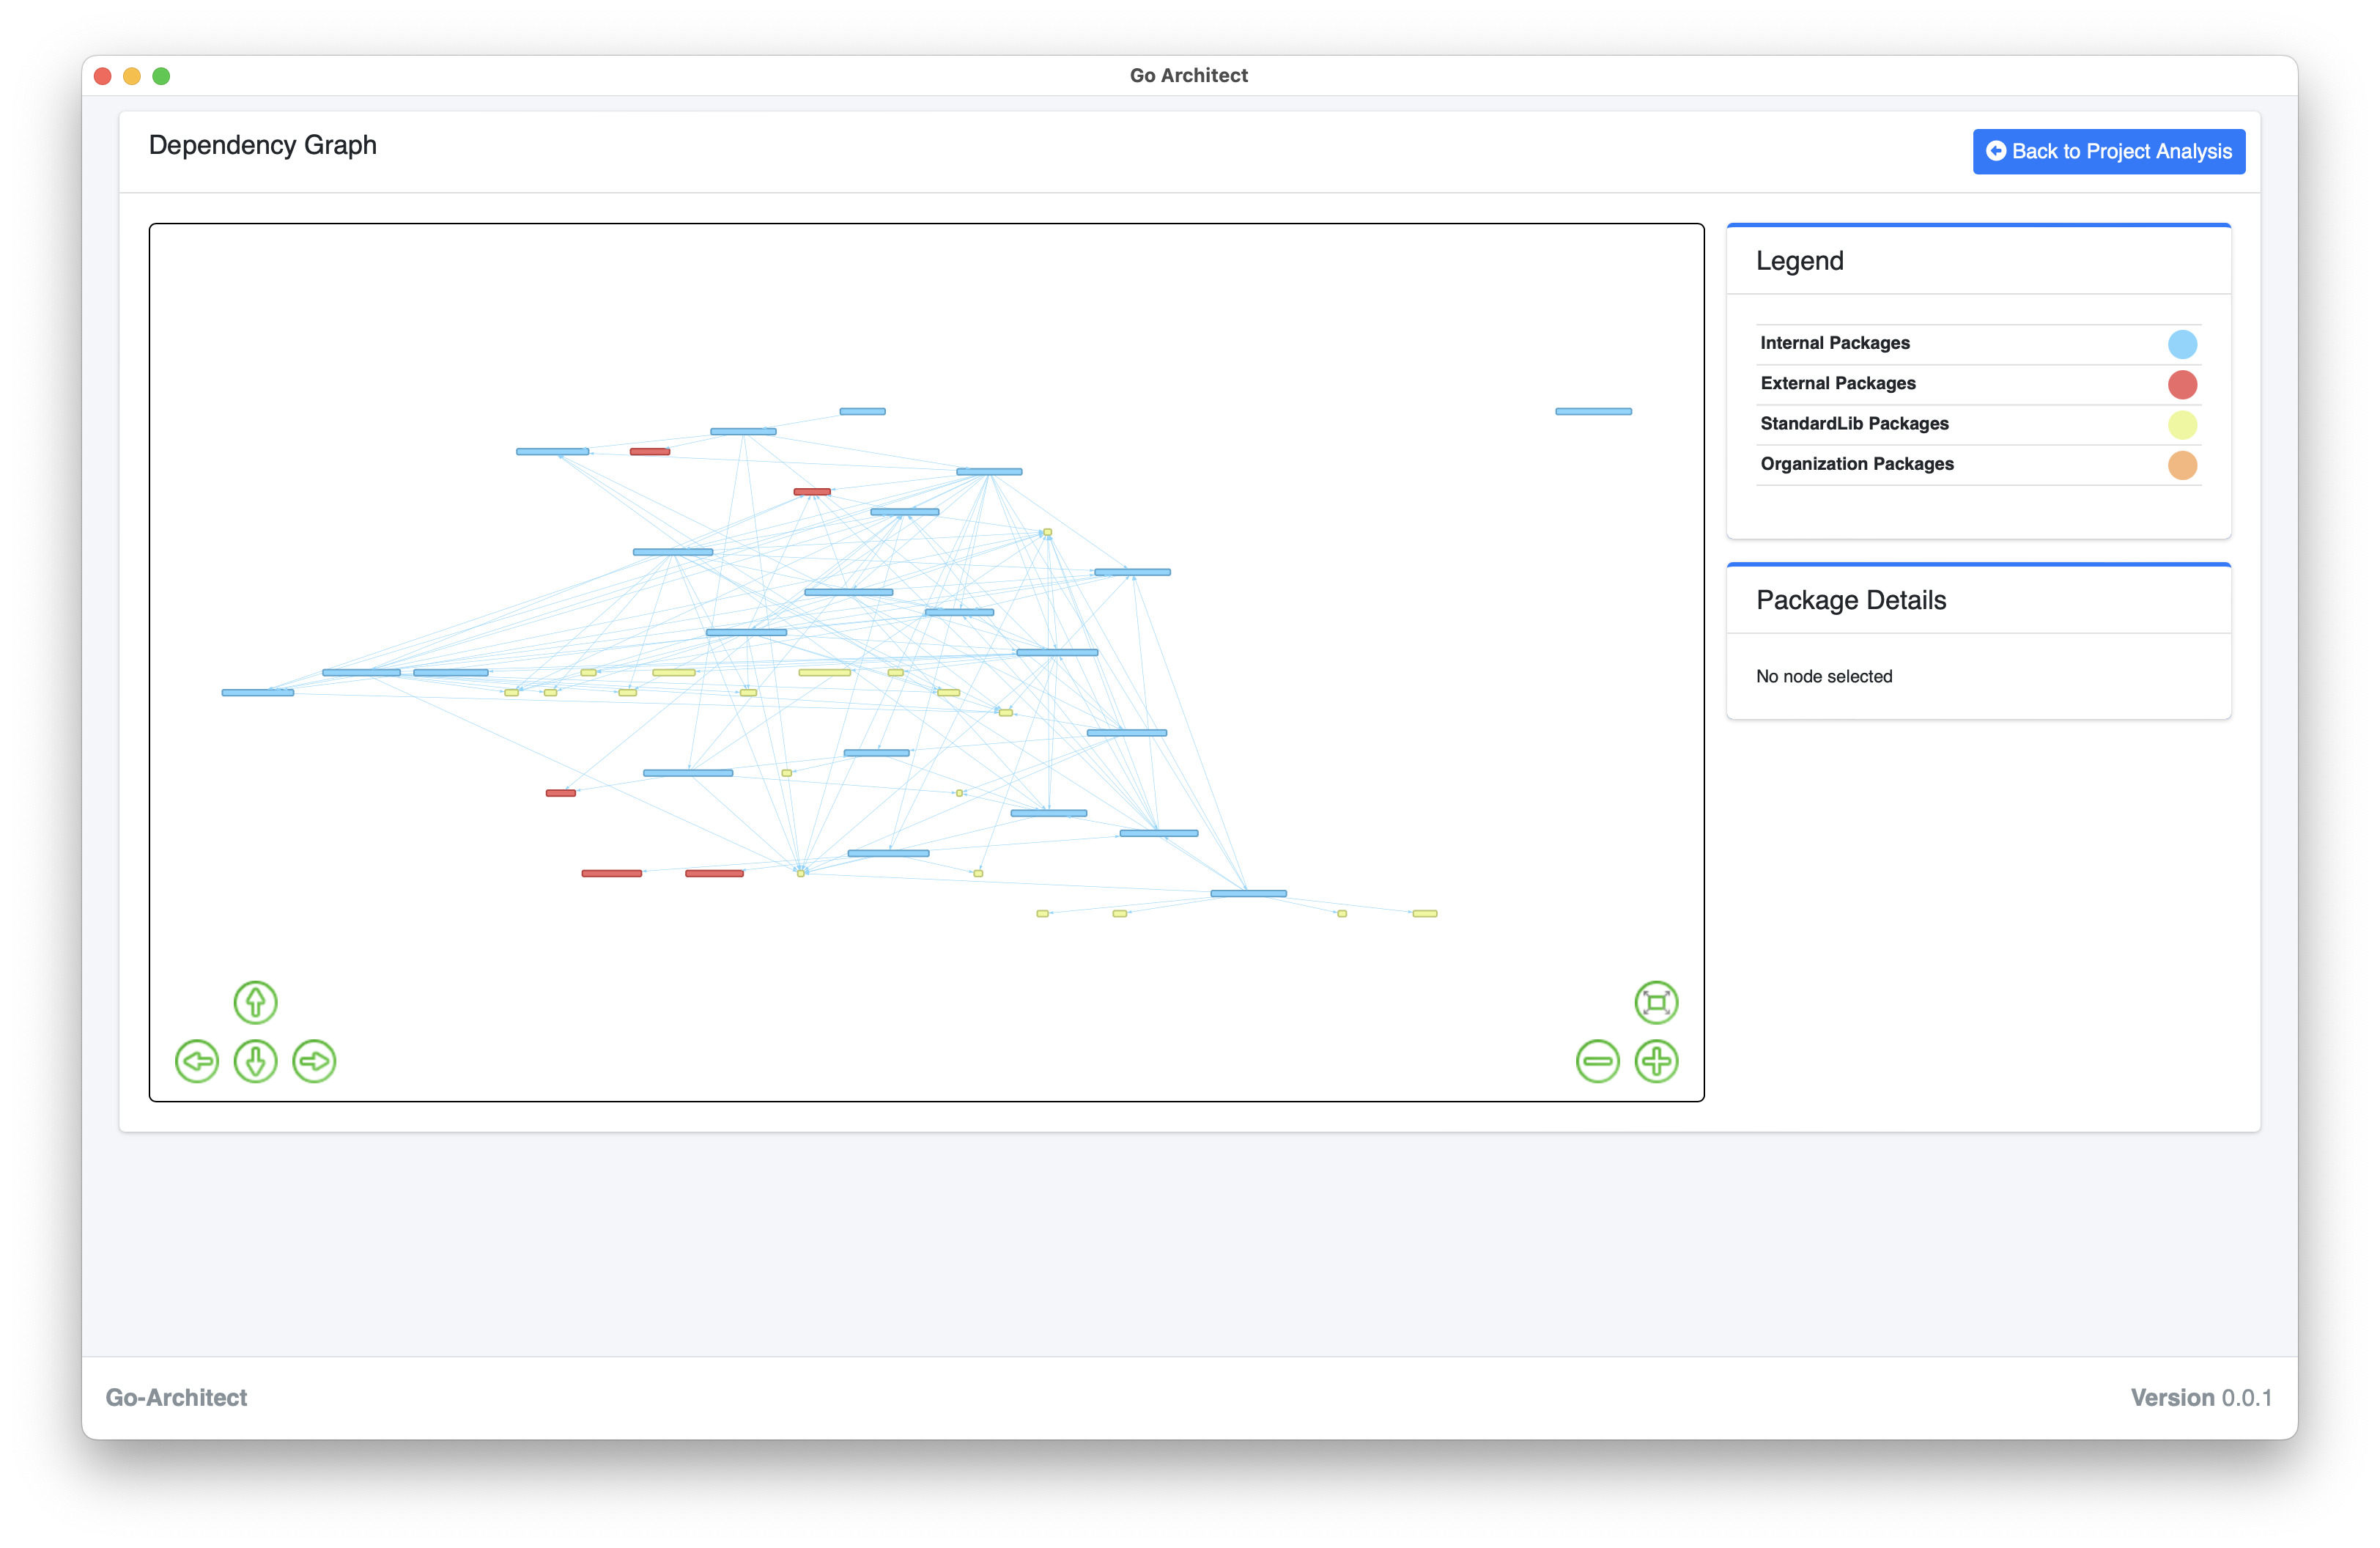 Go Architect
Dependency Graph
Back to Project Analysis
Legend
Internal Packages
External Packages
StandardLib Packages
Organization Packages
Package Details
No node selected
Go-Architect
Version 0.0.1